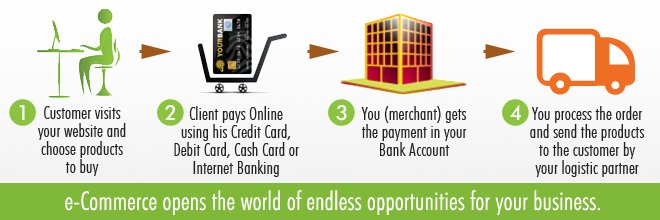 YOURBANK
1 Customer visits
your website and
choose products
to buy
2 Client pays Online
using his Credit Card,
Debit Card, Cash Card or
Internet Banking
3 You (merchant) gets
the payment in your
Bank Account
4 You process the order
and send the products
to the customer by
your logistic partner
e-Commerce opens the world of endless opportunities for your business.